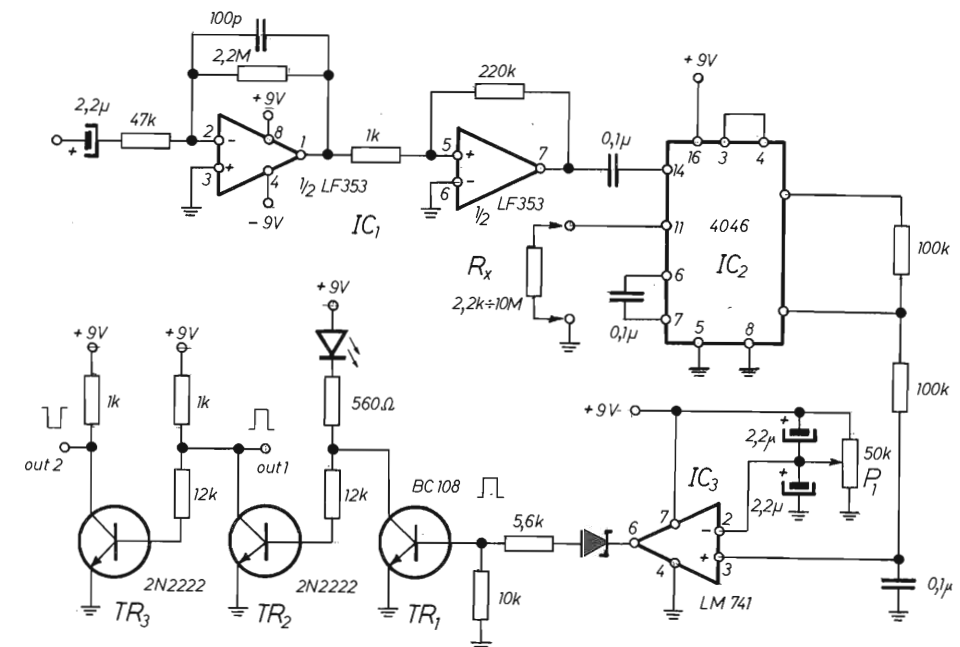 100p
2,2M
2,2µ
+
47k
+9V
8
2
−
1
+
3
4
−9V
1/2 LF353
IC1
1k
220k
5
+
7
−
6
1/2
LF353
0,1µ
+9V
16
3
4
14
11
4046
IC2
6
7
5
8
Rx
2,2k÷10M
0,1µ
100k
100k
+9V
+9V
+9V
1k
1k
560Ω
out 2
out1
12k
12k
BC108
5,6k
10k
2N2222
2N2222
TR3
TR2
TR1
+9V
2,2µ
+
+
2,2µ
50k
P1
IC3
7
2
−
6
+
3
4
LM 741
0,1µ